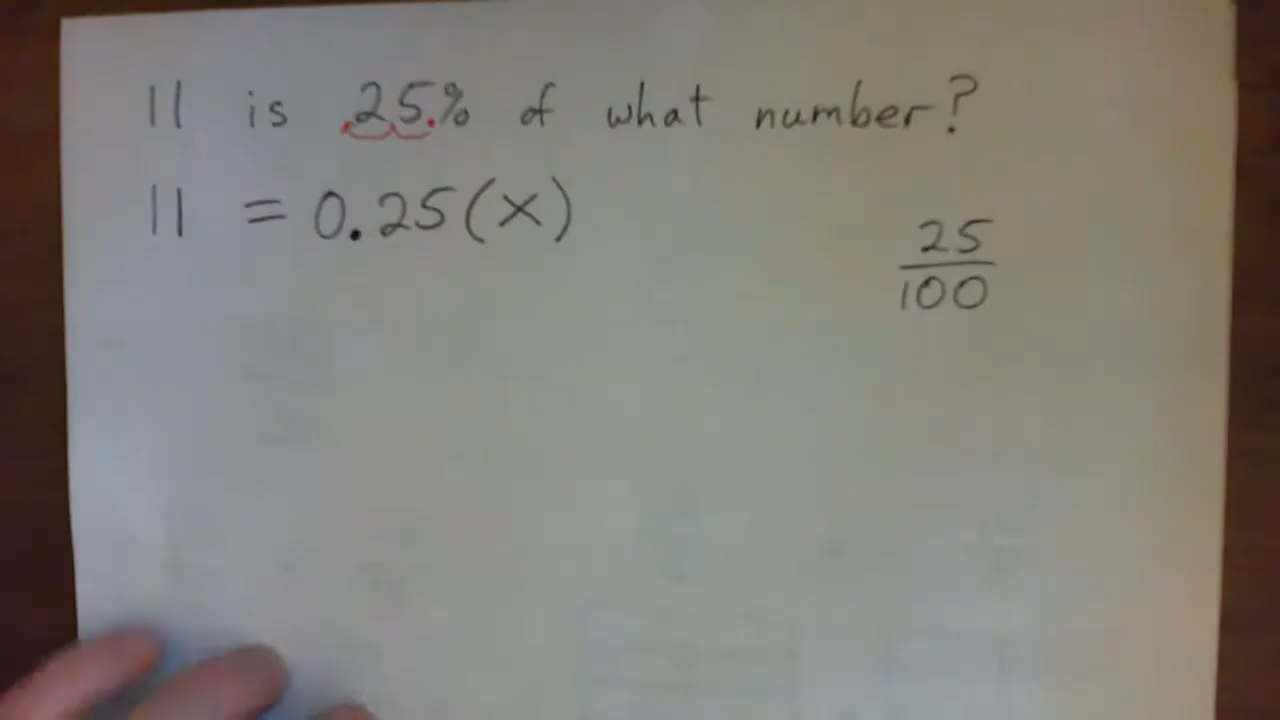 11 is .25.% of what number?
11 = 0.25(x)
25
100